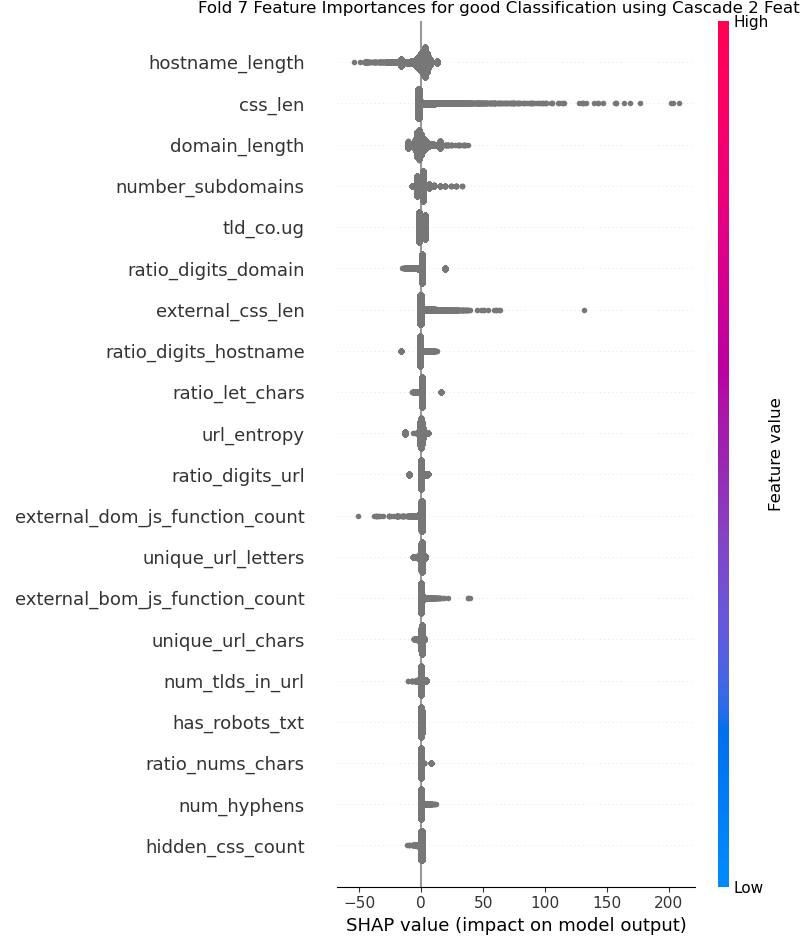 Fold 7 Feature Importances for good Classification using Cascade 2 Feat
High
hostname_length
css_len
domain_length
number_subdomains
tld_co.ug
ratio_digits_domain
external_css_len
ratio_digits_hostname
ratio_let_chars
url_entropy
ratio_digits_url
external_dom_js_function_count
unique_url_letters
external_bom_js_function_count
unique_url_chars
num_tlds_in_url
has_robots_txt
ratio_nums_chars
num_hyphens
hidden_css_count
Feature value
Low
−50 0 50 100 150 200
SHAP value (impact on model output)